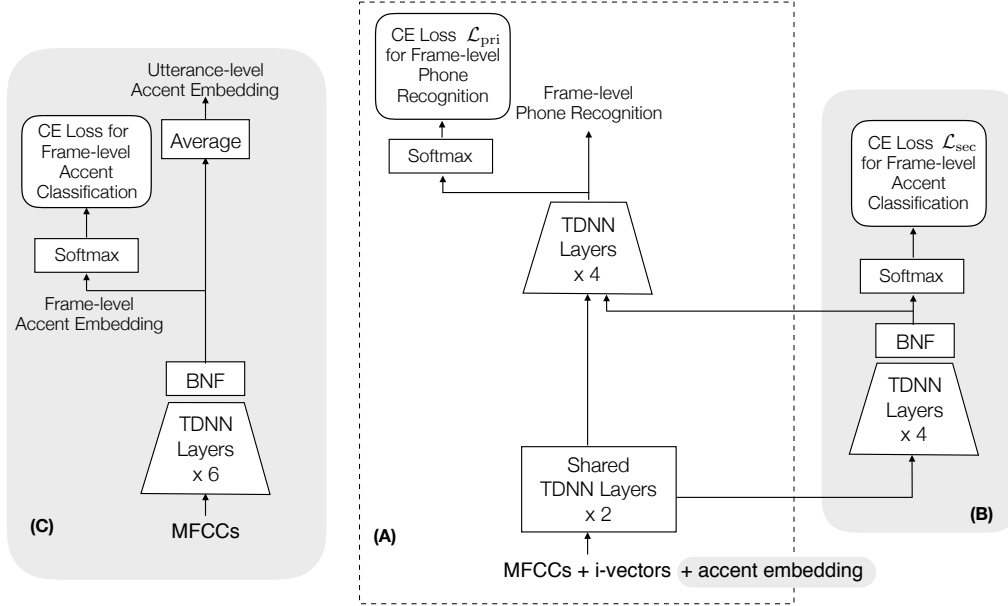 Utterance-level
Accent Embedding
Average
CE Loss for
Frame-level
Accent
Classification
Softmax
Frame-level
Accent Embedding
BNF
TDNN
Layers
x 6
MFCCs
(C)
CE Loss ℒpri
for Frame-level
Phone
Recognition
Softmax
Frame-level
Phone Recognition
TDNN
Layers
x 4
Shared
TDNN Layers
x 2
MFCCs + i-vectors + accent embedding
(A)
CE Loss ℒsec
for Frame-level
Accent
Classification
Softmax
BNF
TDNN
Layers
x 4
(B)